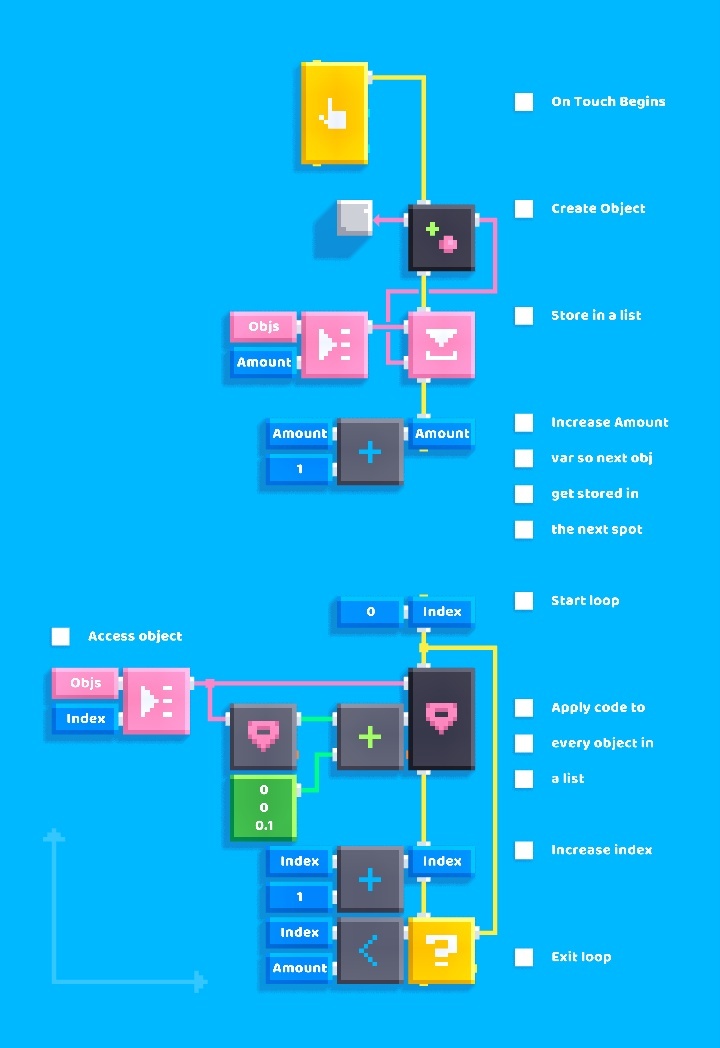 On Touch Begins
Create Object
Objs
Amount
Store in a list
Amount
1
Amount
Increase Amount
var so next obj
get stored in
the next spot
0
Index
Start loop
Access object
Objs
Index
0
0
0.1
Apply code to
every object in
a list
Index
1
Index
Increase index
Index
Amount
Exit loop